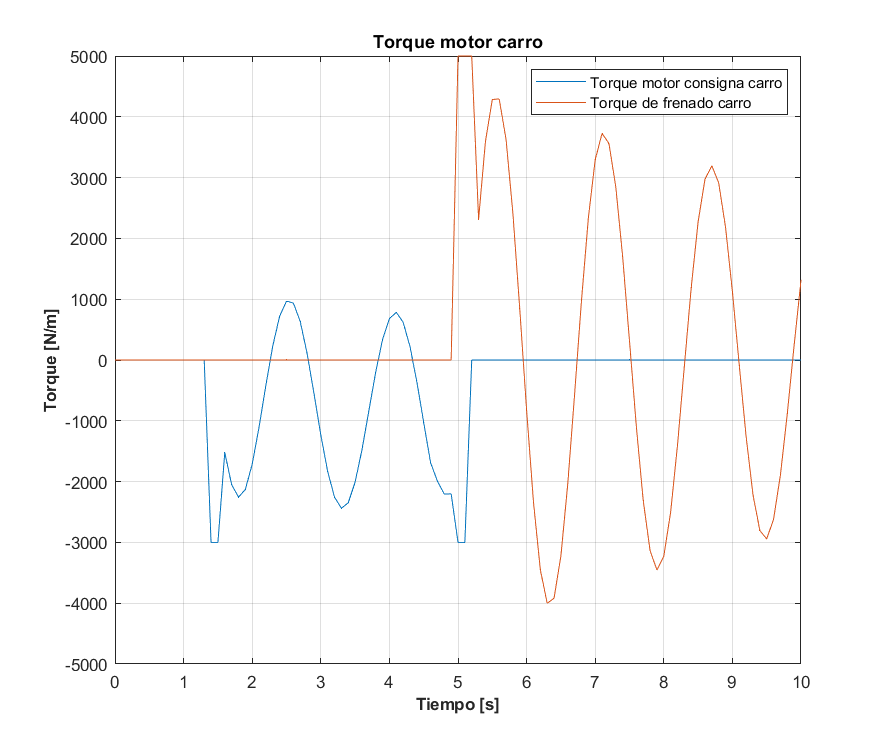 Torque motor carro
Torque motor consigna carro
Torque de frenado carro
Torque [N/m]
5000
4000
3000
2000
1000
0
-1000
-2000
-3000
-4000
-5000
0 1 2 3 4 5 6 7 8 9 10
Tiempo [s]